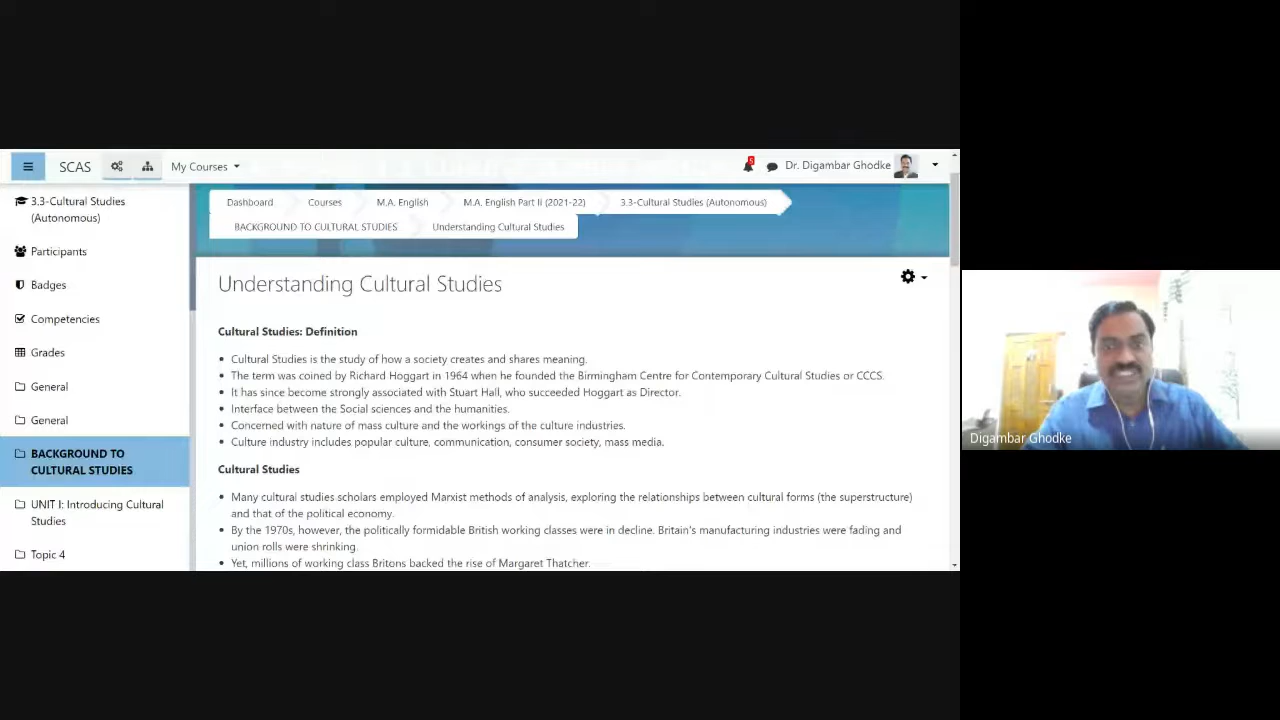 SCAS
My Courses
5
Dr. Digambar Ghodke
3.3-Cultural Studies
(Autonomous)
Participants
Badges
Competencies
Grades
General
General
BACKGROUND TO
CULTURAL STUDIES
UNIT I: Introducing Cultural
Studies
Topic 4
Dashboard
Courses
M.A. English
M.A. English Part II (2021-22)
3.3-Cultural Studies (Autonomous)
BACKGROUND TO CULTURAL STUDIES
Understanding Cultural Studies
Understanding Cultural Studies
Cultural Studies: Definition
Cultural Studies is the study of how a society creates and shares meaning.
The term was coined by Richard Hoggart in 1964 when he founded the Birmingham Centre for Contemporary Cultural Studies or CCCS.
It has since become strongly associated with Stuart Hall, who succeeded Hoggart as Director.
Interface between the Social sciences and the humanities.
Concerned with nature of mass culture and the workings of the culture industries.
Culture industry includes popular culture, communication, consumer society, mass media.
Cultural Studies
Many cultural studies scholars employed Marxist methods of analysis, exploring the relationships between cultural forms (the superstructure)
and that of the political economy.
By the 1970s, however, the politically formidable British working classes were in decline. Britain's manufacturing industries were fading and
union rolls were shrinking.
Yet, millions of working class Britons backed the rise of Margaret Thatcher.
Digambar Ghodke